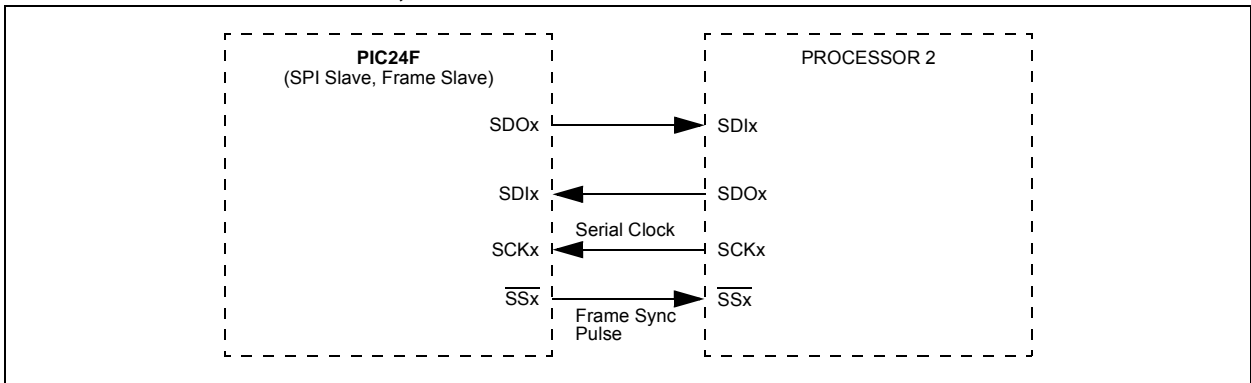 PIC24F
(SPI Slave, Frame Slave)
PROCESSOR 2
SDOx
SDIx
SDIx
SDOx
Serial Clock
SCKx
SCKx
SSx
SSx
Frame Sync
Pulse